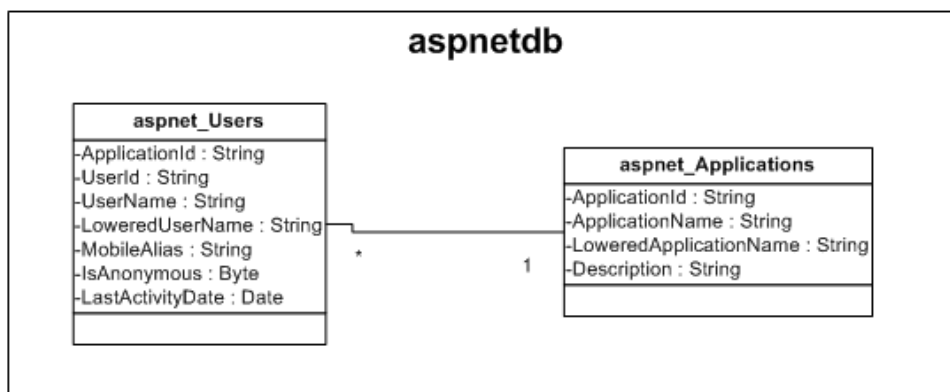 aspnetdb
aspnet_Users
-ApplicationId : String
-UserId : String
-UserName : String
-LoweredUserName : String
-MobileAlias : String
-IsAnonymous : Byte
-LastActivityDate : Date
*
1
aspnet_Applications
-ApplicationId : String
-ApplicationName : String
-LoweredApplicationName : String
-Description : String